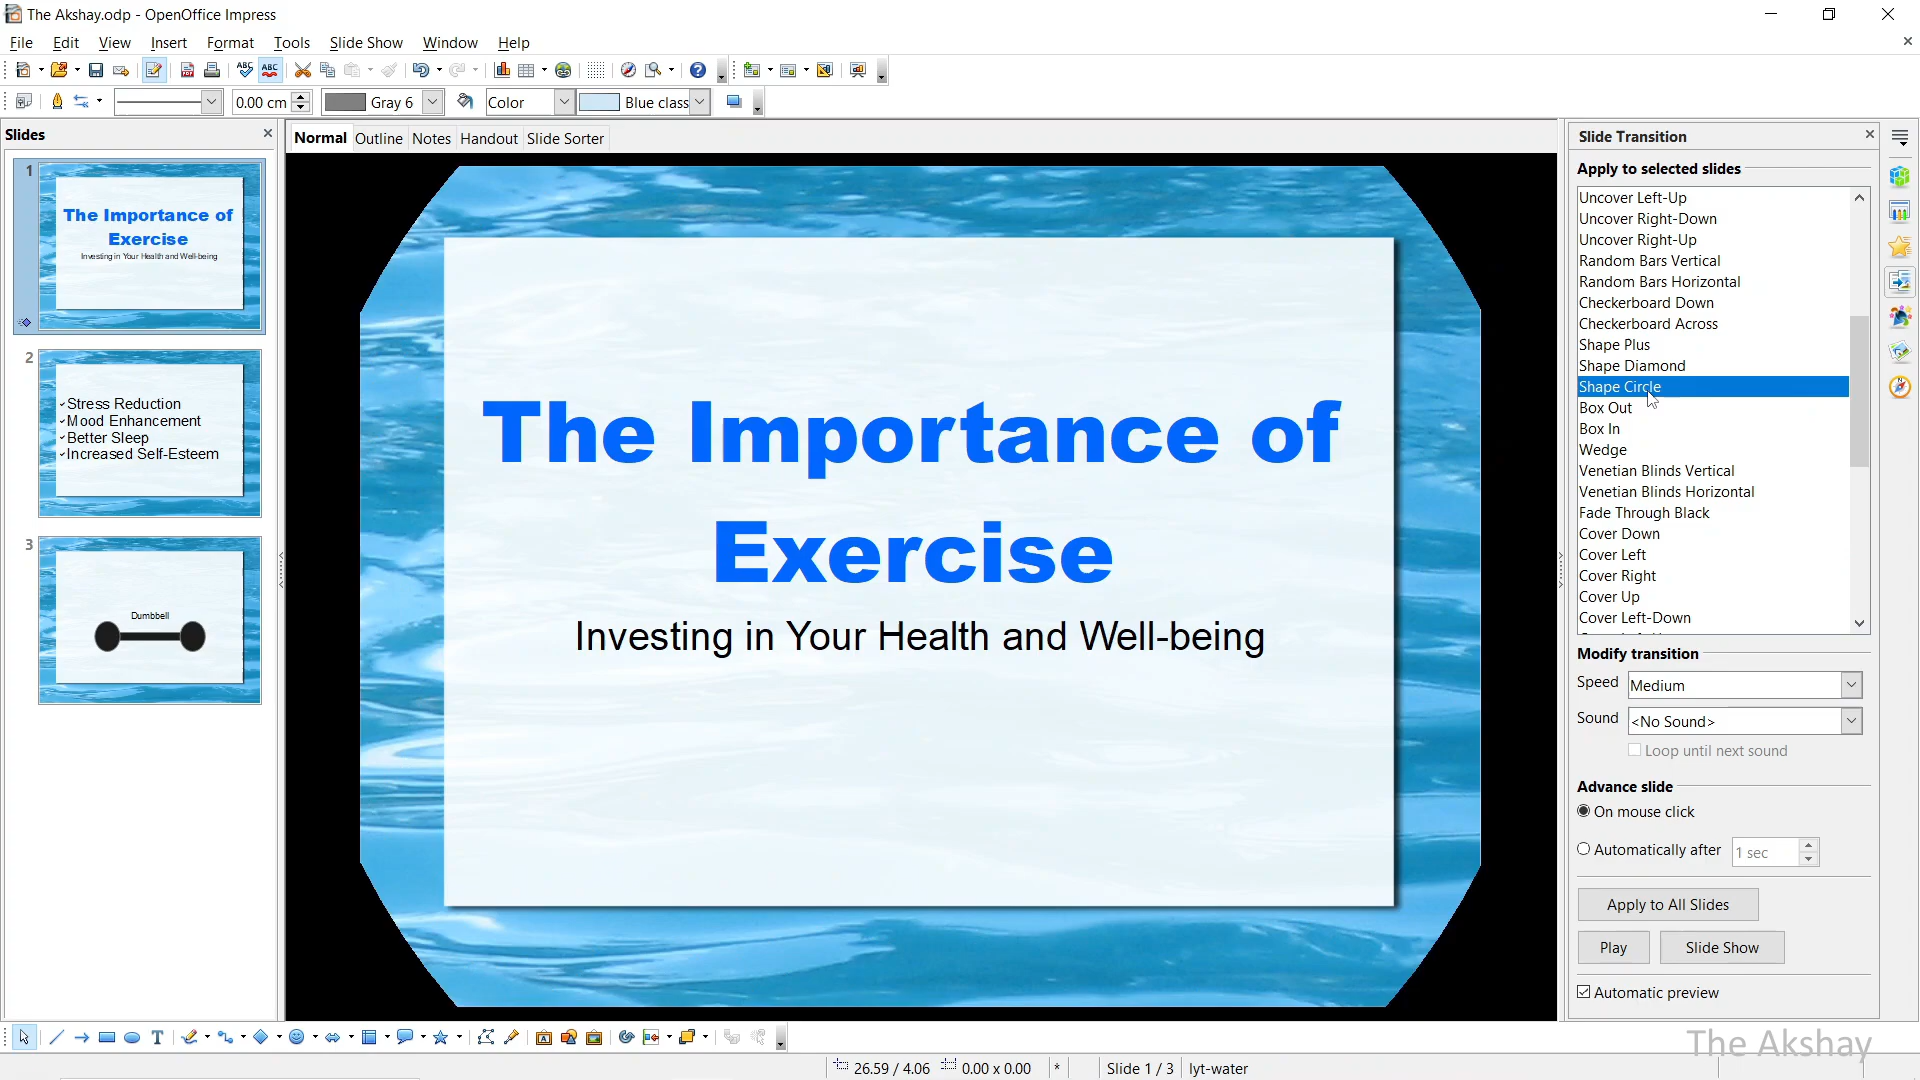 The Akshay.odp - OpenOffice Impress
File Edit View Insert Format Tools Slide Show Window Help
0.00 cm Gray 6 Color Blue class
Slides
Normal Outline Notes Handout Slide Sorter
1
The Importance of
Exercise
Investing in Your Health and Well-being
2
Stress Reduction
Mood Enhancement
Better Sleep
Increased Self-Esteem
3
Dumbbell
The Importance of
Exercise
Investing in Your Health and Well-being
Slide Transition
Apply to selected slides
Uncover Left-Up
Uncover Right-Down
Uncover Right-Up
Random Bars Vertical
Random Bars Horizontal
Checkerboard Down
Checkerboard Across
Shape Plus
Shape Diamond
Shape Circle
Box Out
Box In
Wedge
Venetian Blinds Vertical
Venetian Blinds Horizontal
Fade Through Black
Cover Down
Cover Left
Cover Right
Cover Up
Cover Left-Down
Modify transition
Speed Medium
Sound <No Sound>
Loop until next sound
Advance slide
On mouse click
Automatically after 1 sec
Apply to All Slides
Play Slide Show
Automatic preview
The Akshay
26.59 / 4.06 0.00 x 0.00 * Slide 1 / 3 lyt-water